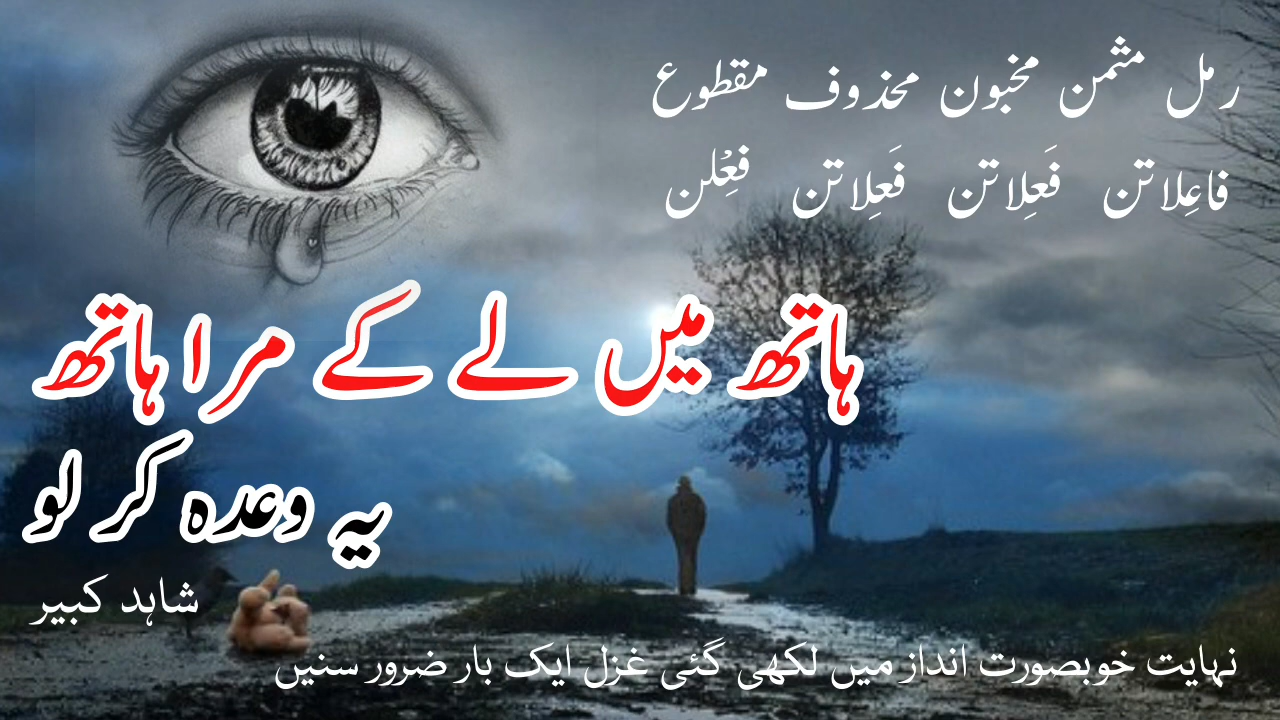 رمل مثمن مخبون محذوف مقطوع
فاعِلاتن فَعِلاتن فَعِلاتن فعِْلن
ہاتھ میں لے کے مرا ہاتھ
یہ وعدہ کر لو
شاہد کبیر
نہایت خوبصورت انداز میں لکھی گئی غزل ایک بار ضرور سنیں